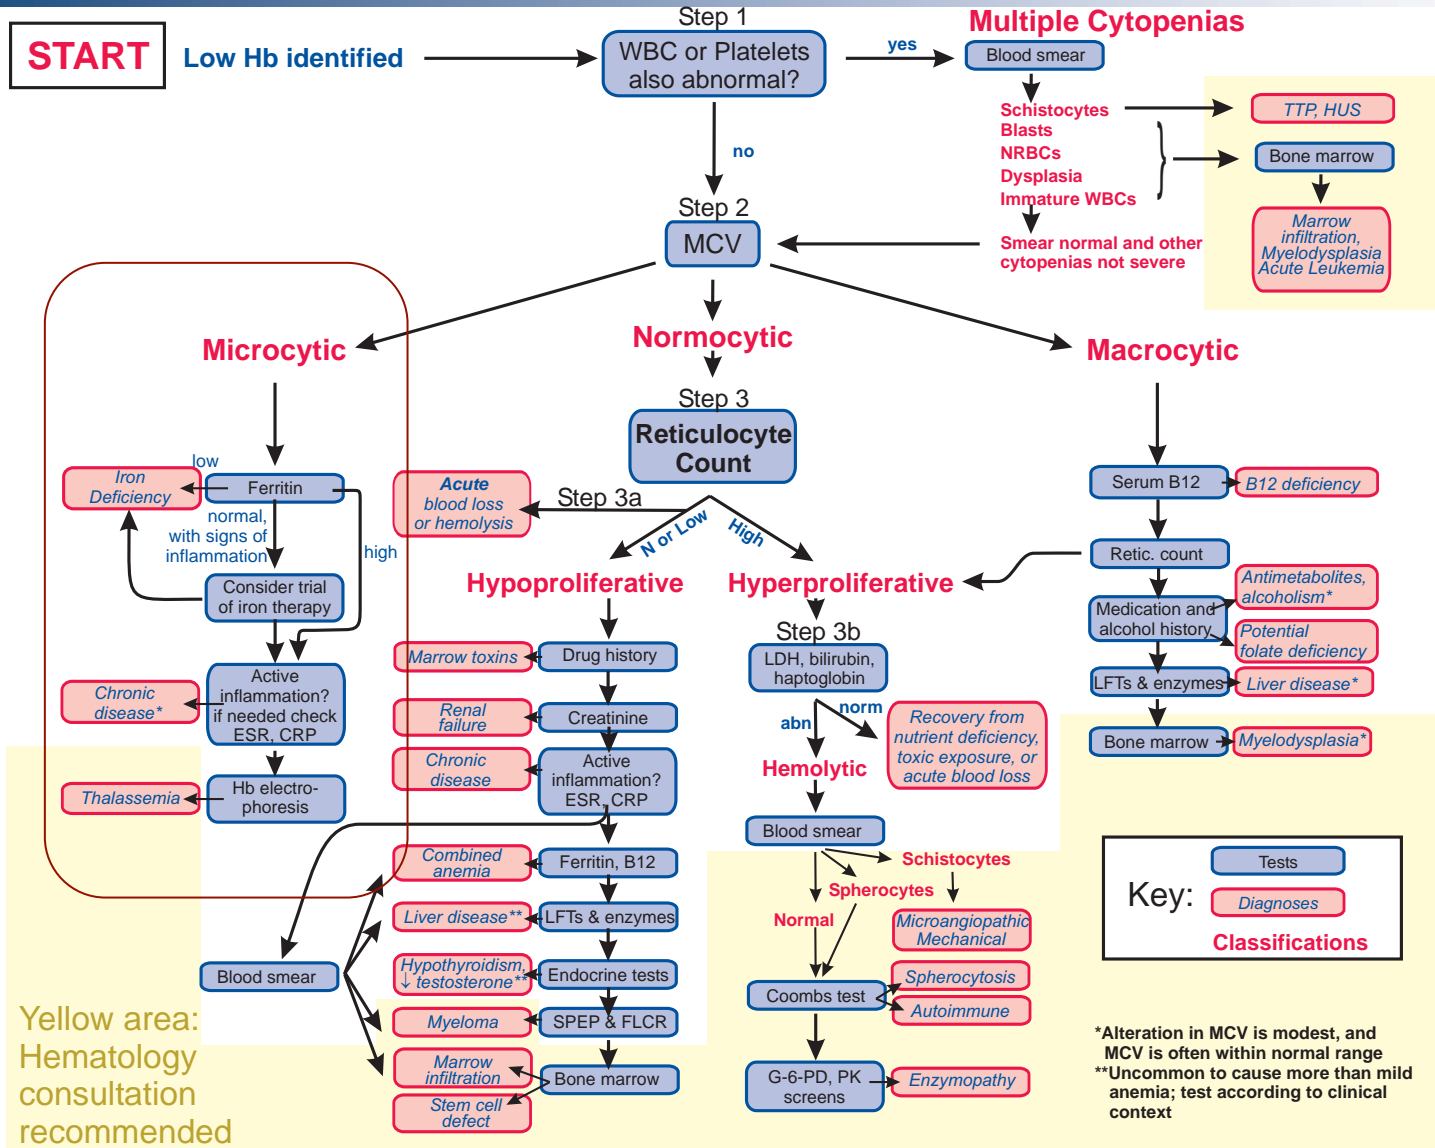 START
Low Hb identified
Step 1
WBC or Platelets
also abnormal?
yes
no
Multiple Cytopenias
Blood smear
Schistocytes
Blasts
NRBCs
Dysplasia
Immature WBCs
Smear normal and other
cytopenias not severe
TTP, HUS
Bone marrow
Marrow
infiltration,
Myelodysplasia
Acute Leukemia
Step 2
MCV
Microcytic
Normocytic
Macrocytic
Iron
Deficiency
low
Ferritin
normal,
with signs of
inflammation
high
Consider trial
of iron therapy
Active
inflammation?
if needed check
ESR, CRP
Chronic
disease*
Hb electro-
phoresis
Thalassemia
Step 3
Reticulocyte
Count
Step 3a
Acute
blood loss
or hemolysis
N or Low
High
Hypoproliferative
Drug history
Marrow toxins
Creatinine
Renal
failure
Active
inflammation?
ESR, CRP
Chronic
disease
Ferritin, B12
Combined
anemia
LFTs & enzymes
Liver disease**
Endocrine tests
Hypothyroidism,
↓ testosterone**
SPEP & FLCR
Myeloma
Bone marrow
Marrow
infiltration
Stem cell
defect
Blood smear
Hyperproliferative
Step 3b
LDH, bilirubin,
haptoglobin
abn
norm
Recovery from
nutrient deficiency,
toxic exposure, or
acute blood loss
Hemolytic
Blood smear
Schistocytes
Spherocytes
Normal
Microangiopathic
Mechanical
Coombs test
Spherocytosis
Autoimmune
G-6-PD, PK
screens
Enzymopathy
Serum B12
B12 deficiency
Retic. count
Medication and
alcohol history
Antimetabolites,
alcoholism*
Potential
folate deficiency
LFTs & enzymes
Liver disease*
Bone marrow
Myelodysplasia*
Key:
Tests
Diagnoses
Classifications
Yellow area:
Hematology
consultation
recommended
*Alteration in MCV is modest, and
MCV is often within normal range
**Uncommon to cause more than mild
anemia; test according to clinical
context